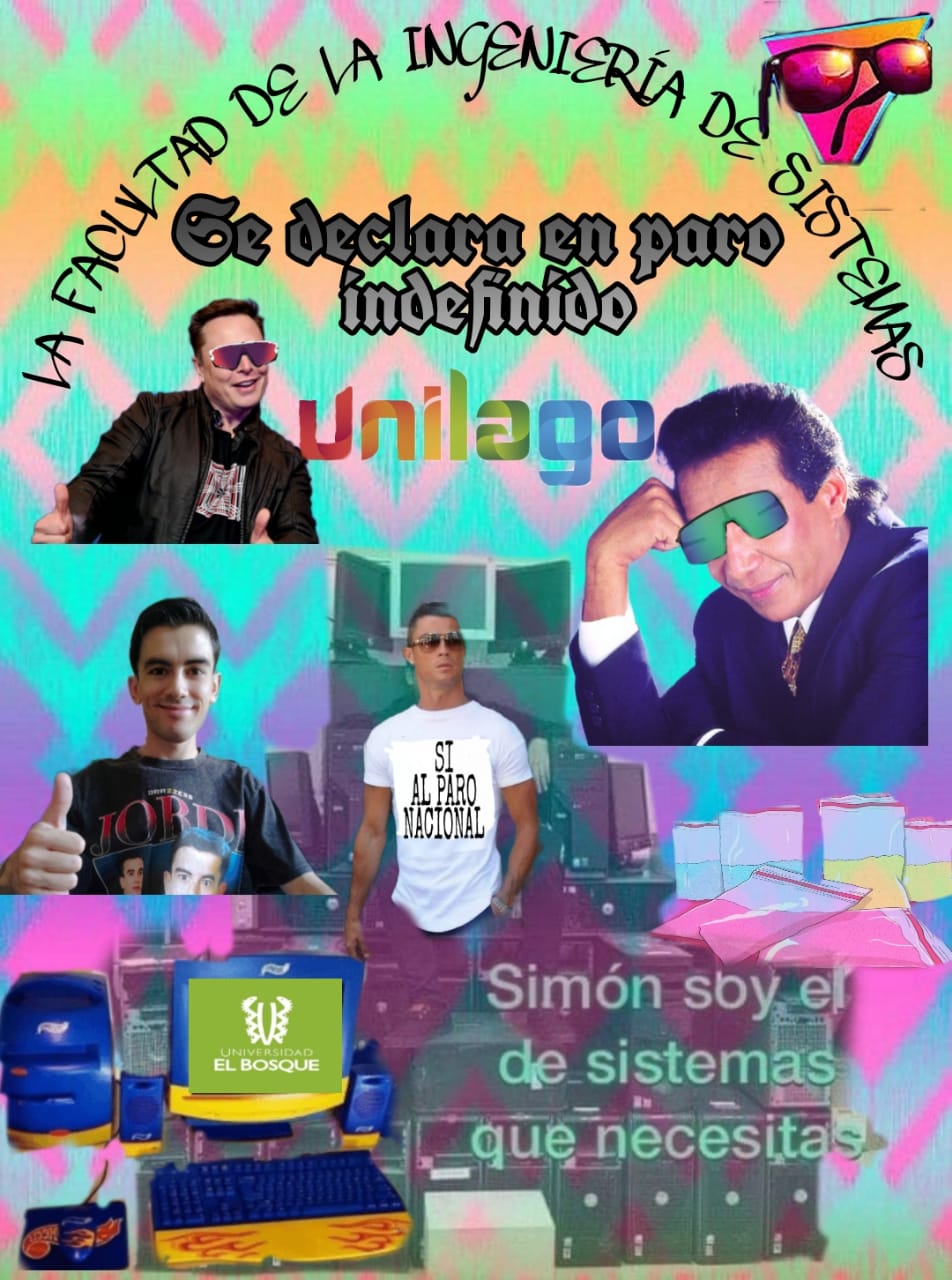 LA FACULTAD DE LA INGENIERÍA DE SISTEMAS
Se declara en paro
indefinido
Unilago
JORDI
SI
AL PARO
NACIONAL
UNIVERSIDAD
EL BOSQUE
Simón sby el
de sistemas
que necesitas